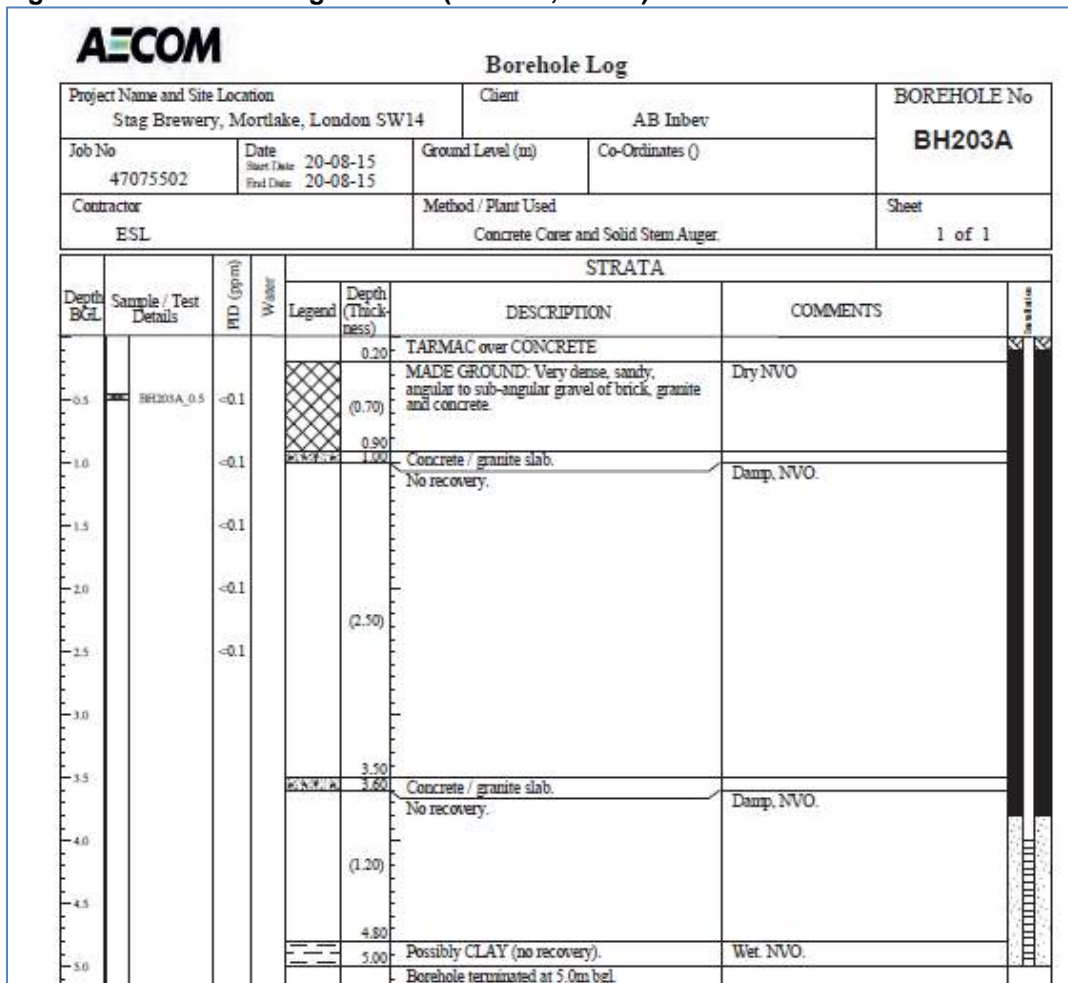 AECOM
Borehole Log
Project Name and Site Location
Stag Brewery, Mortlake, London SW14
Client
AB Inbev
BOREHOLE No
BH203A
Job No
47075502
Date
Start Date 20-08-15
End Date 20-08-15
Ground Level (m)
Co-Ordinates ()
Contractor
ESL
Method / Plant Used
Concrete Corer and Solid Stem Auger.
Sheet
1 of 1
STRATA
Depth BGL
Sample / Test Details
PID (ppm)
Water
Legend
Depth (Thick-ness)
DESCRIPTION
COMMENTS
Installation
0.20 TARMAC over CONCRETE
MADE GROUND: Very dense, sandy, Dry NVO
angular to sub-angular gravel of brick, granite
0.5 BH203A_0.5 <0.1 (0.70) and concrete.
0.90
1.0 <0.1 1.00 Concrete / granite slab.
No recovery. Damp, NVO.
1.5 <0.1
2.0 <0.1
(2.50)
2.5 <0.1
3.0
3.50
3.5 3.60 Concrete / granite slab.
No recovery. Damp, NVO.
4.0
(1.20)
4.5
4.80
5.00 Possibly CLAY (no recovery). Wet. NVO.
5.0 Borehole terminated at 5.0m bgl.